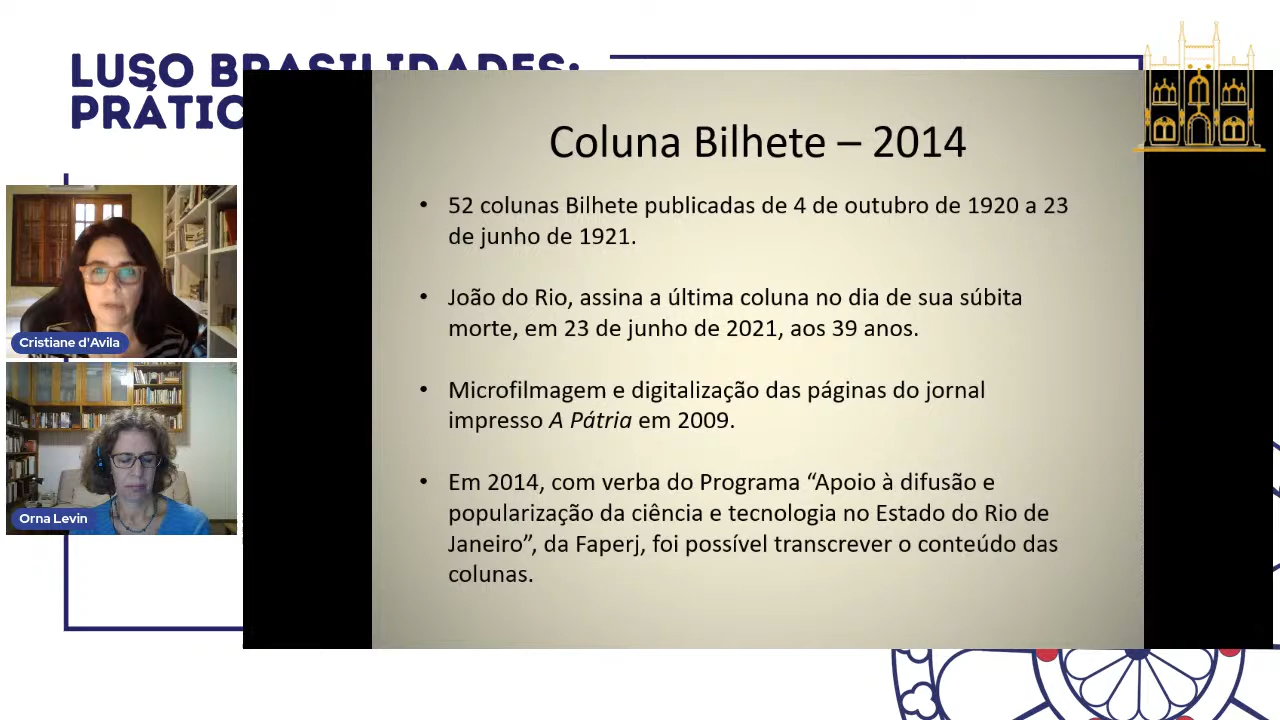 LUSO BRASILIDADES:
PRÁTIC
Coluna Bilhete – 2014
• 52 colunas Bilhete publicadas de 4 de outubro de 1920 a 23
de junho de 1921.
• João do Rio, assina a última coluna no dia de sua súbita
morte, em 23 de junho de 2021, aos 39 anos.
• Microfilmagem e digitalização das páginas do jornal
impresso A Pátria em 2009.
• Em 2014, com verba do Programa “Apoio à difusão e
popularização da ciência e tecnologia no Estado do Rio de
Janeiro”, da Faperj, foi possível transcrever o conteúdo das
colunas.
Cristiane d'Avila
Orna Levin